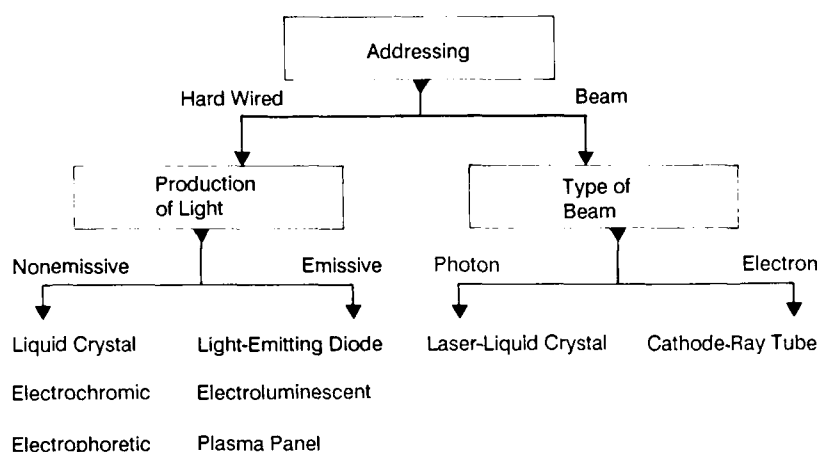 Addressing
Hard Wired
Beam
Production
of Light
Type of
Beam
Nonemissive
Emissive
Photon
Electron
Liquid Crystal
Light-Emitting Diode
Laser-Liquid Crystal
Cathode-Ray Tube
Electrochromic
Electroluminescent
Electrophoretic
Plasma Panel